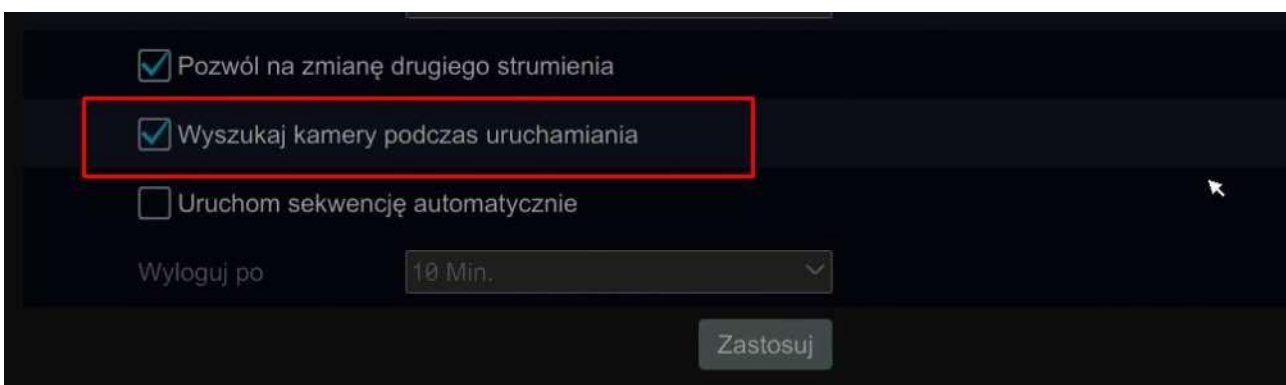 Pozwól na zmianę drugiego strumienia
Wyszukaj kamery podczas uruchamiania
Uruchom sekwencję automatycznie
Wyloguj po 10 Min.
Zastosuj